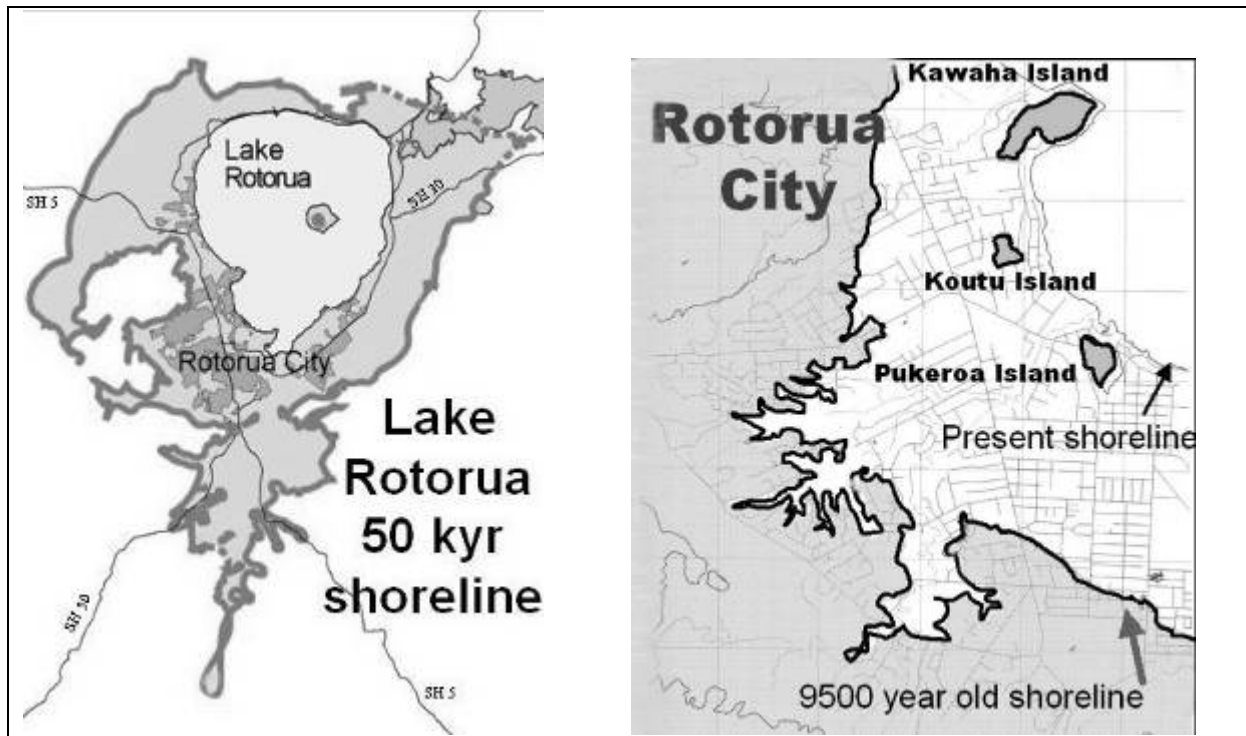 Lake
Rotorua
SH 5
SH 30
Rotorua City
Lake
Rotorua
50 kyr
shoreline
SH 30
SH 5
Kawaha Island
Rotorua
City
Koutu Island
Pukeroa Island
Present shoreline
9500 year old shoreline